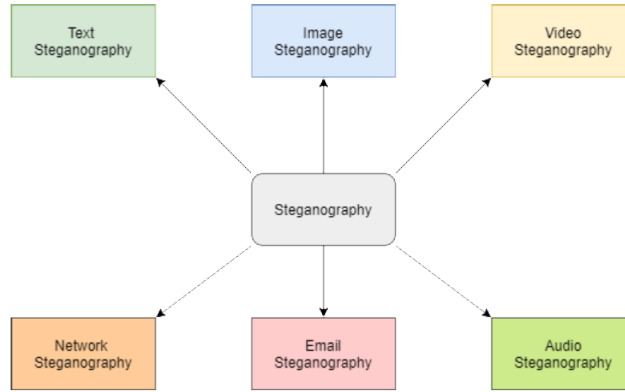 Text
Steganography
Image
Steganography
Video
Steganography
Steganography
Network
Steganography
Email
Steganography
Audio
Steganography